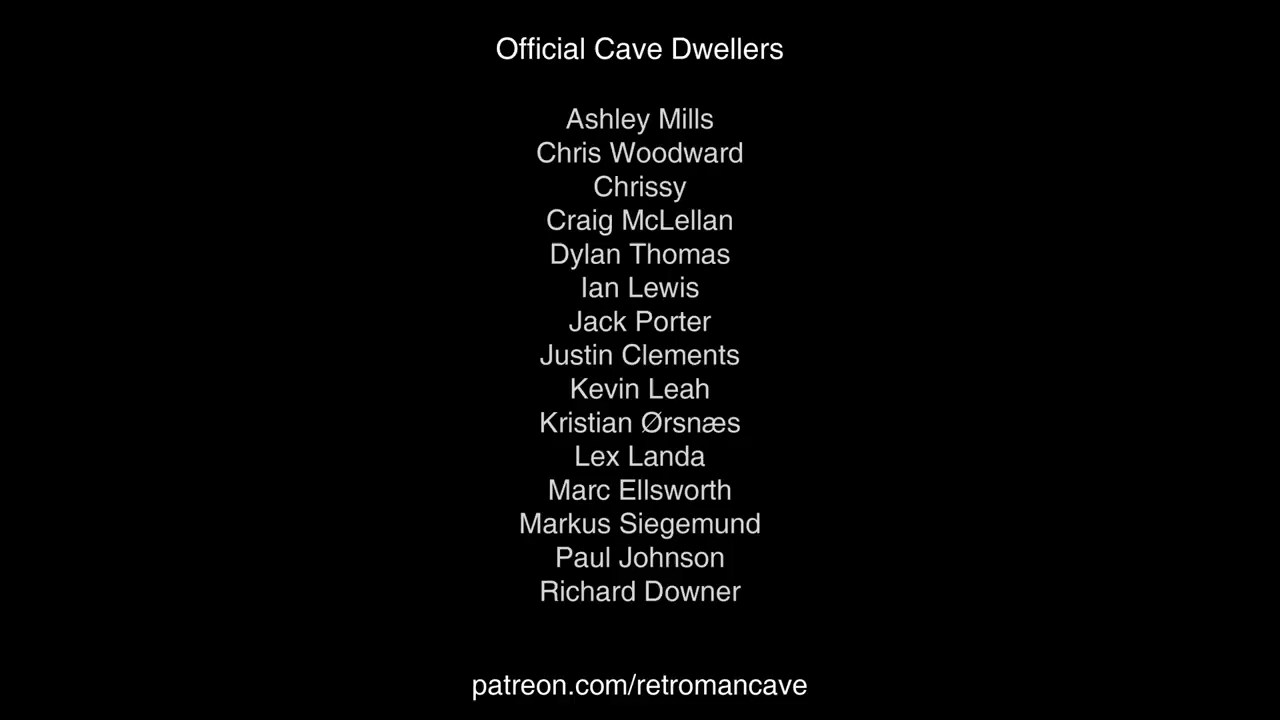 Official Cave Dwellers
Ashley Mills
Chris Woodward
Chrissy
Craig McLellan
Dylan Thomas
Ian Lewis
Jack Porter
Justin Clements
Kevin Leah
Kristian Ørsnæs
Lex Landa
Marc Ellsworth
Markus Siegemund
Paul Johnson
Richard Downer
patreon.com/retromancave